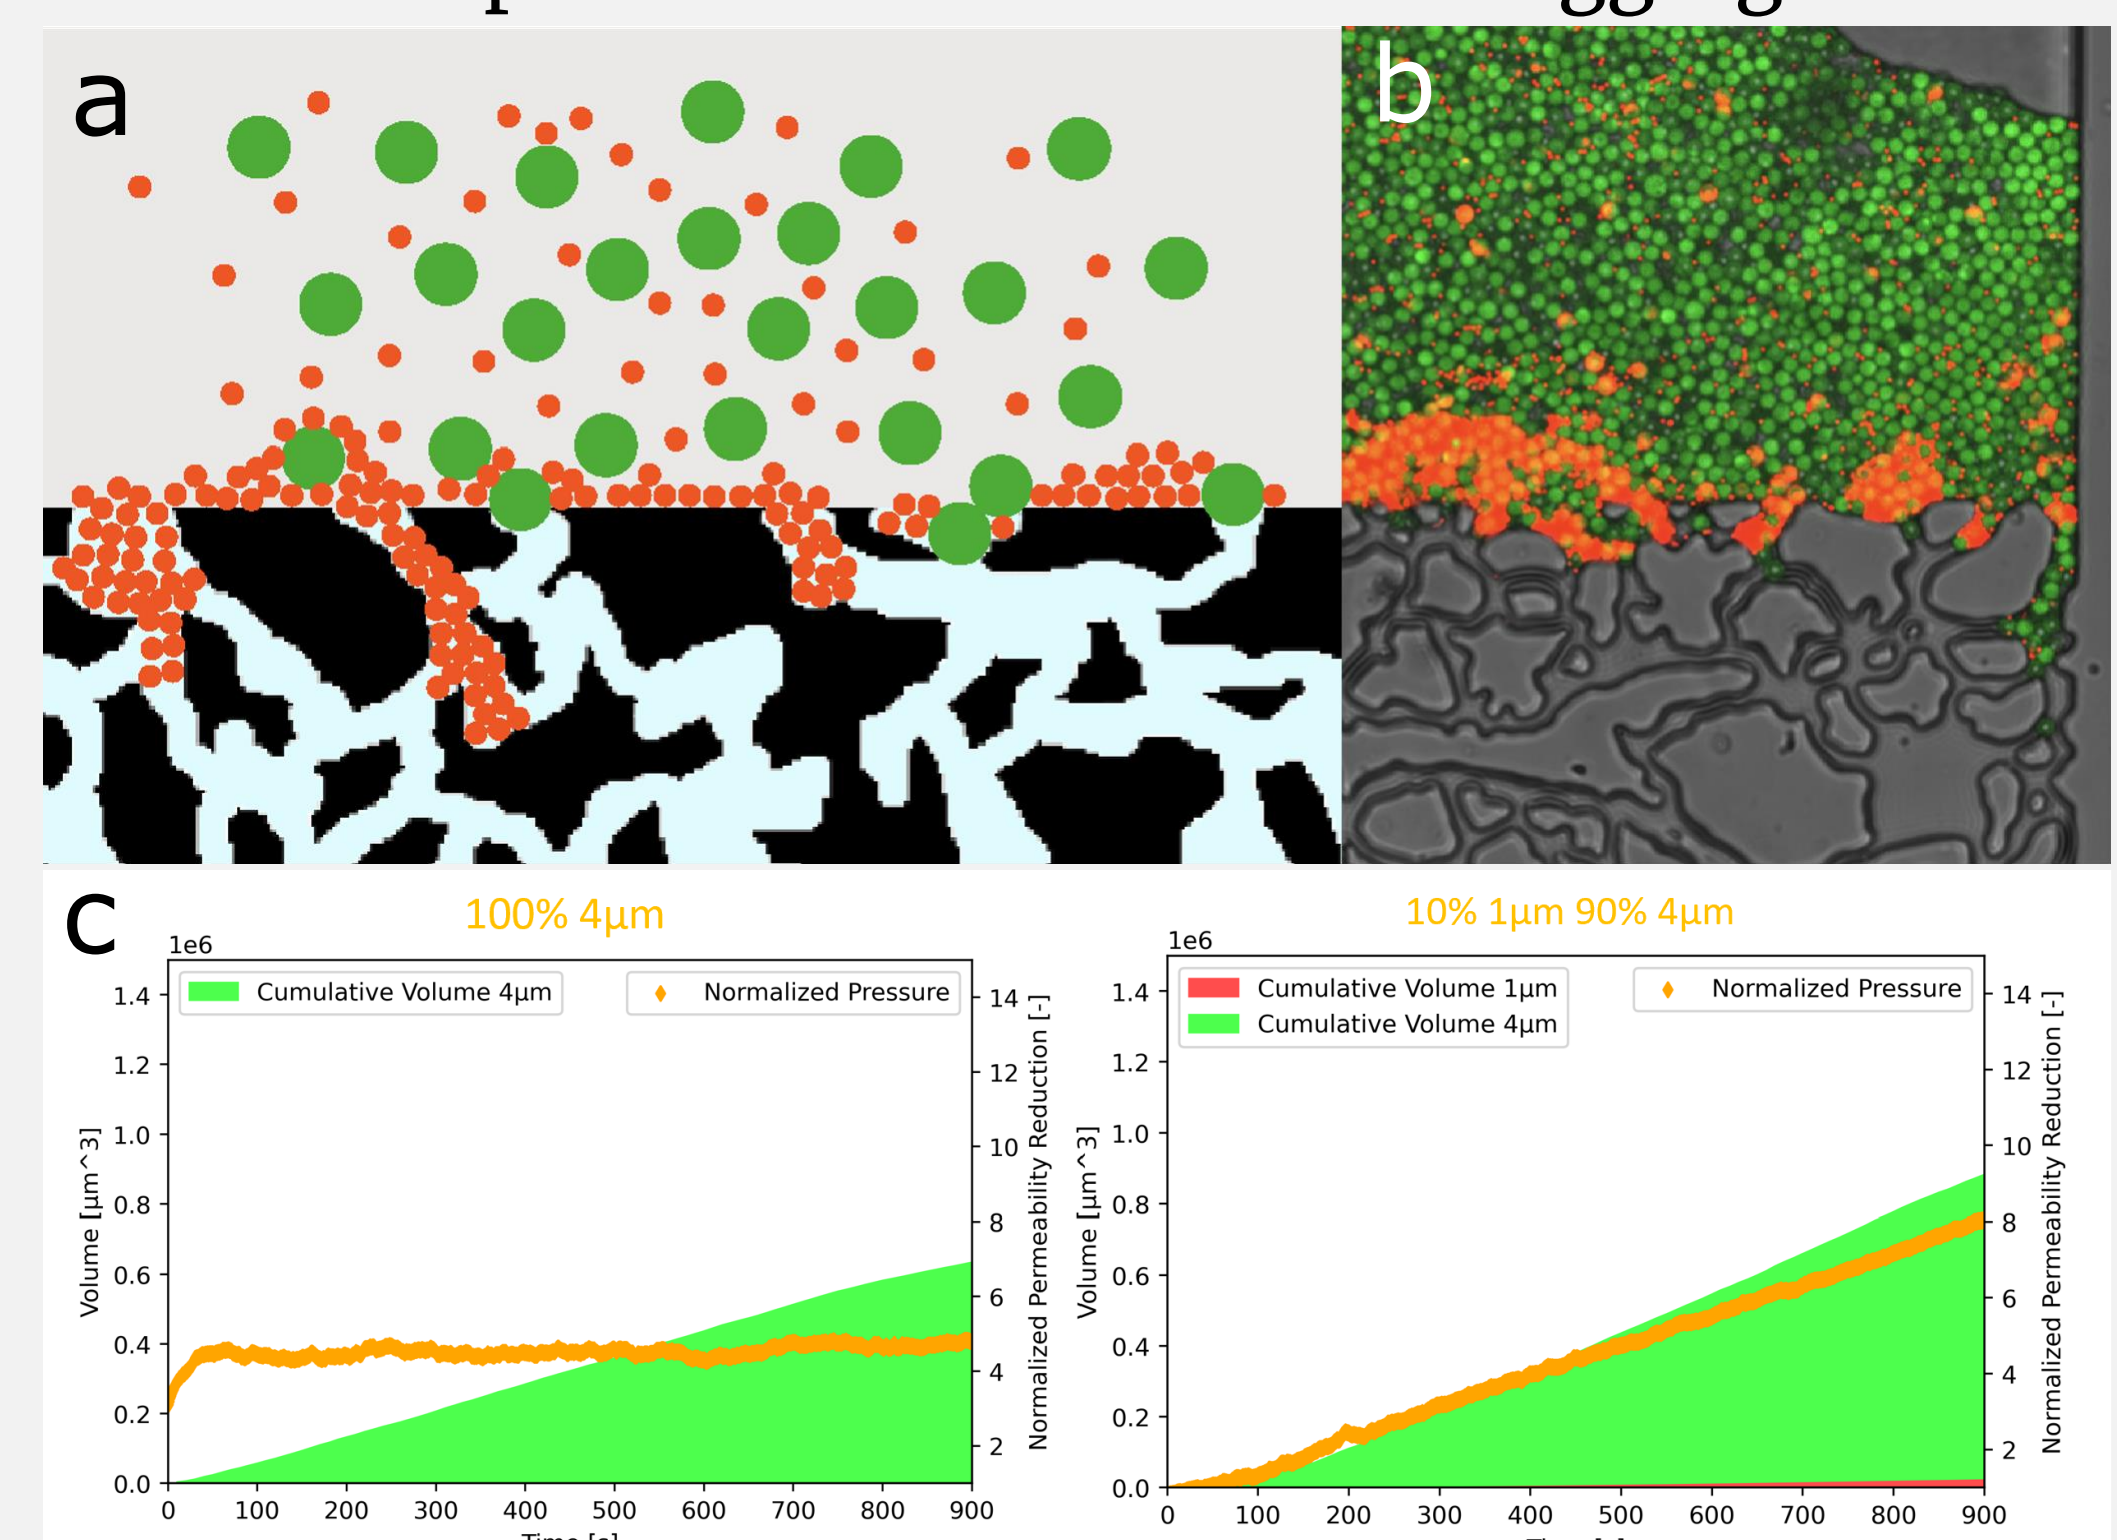 a
b
c
100% 4µm
1e6
Cumulative Volume 4µm
Normalized Pressure
Volume [µm^3]
1.4
1.2
1.0
0.8
0.6
0.4
0.2
0.0
0 100 200 300 400 500 600 700 800 900
14
12
10
8
6
4
2
Normalized Permeability Reduction [-]
10% 1µm 90% 4µm
1e6
Cumulative Volume 1µm
Cumulative Volume 4µm
Normalized Pressure
Volume [µm^3]
1.4
1.2
1.0
0.8
0.6
0.4
0.2
0.0
0 100 200 300 400 500 600 700 800 900
14
12
10
8
6
4
2
Normalized Permeability Reduction [-]